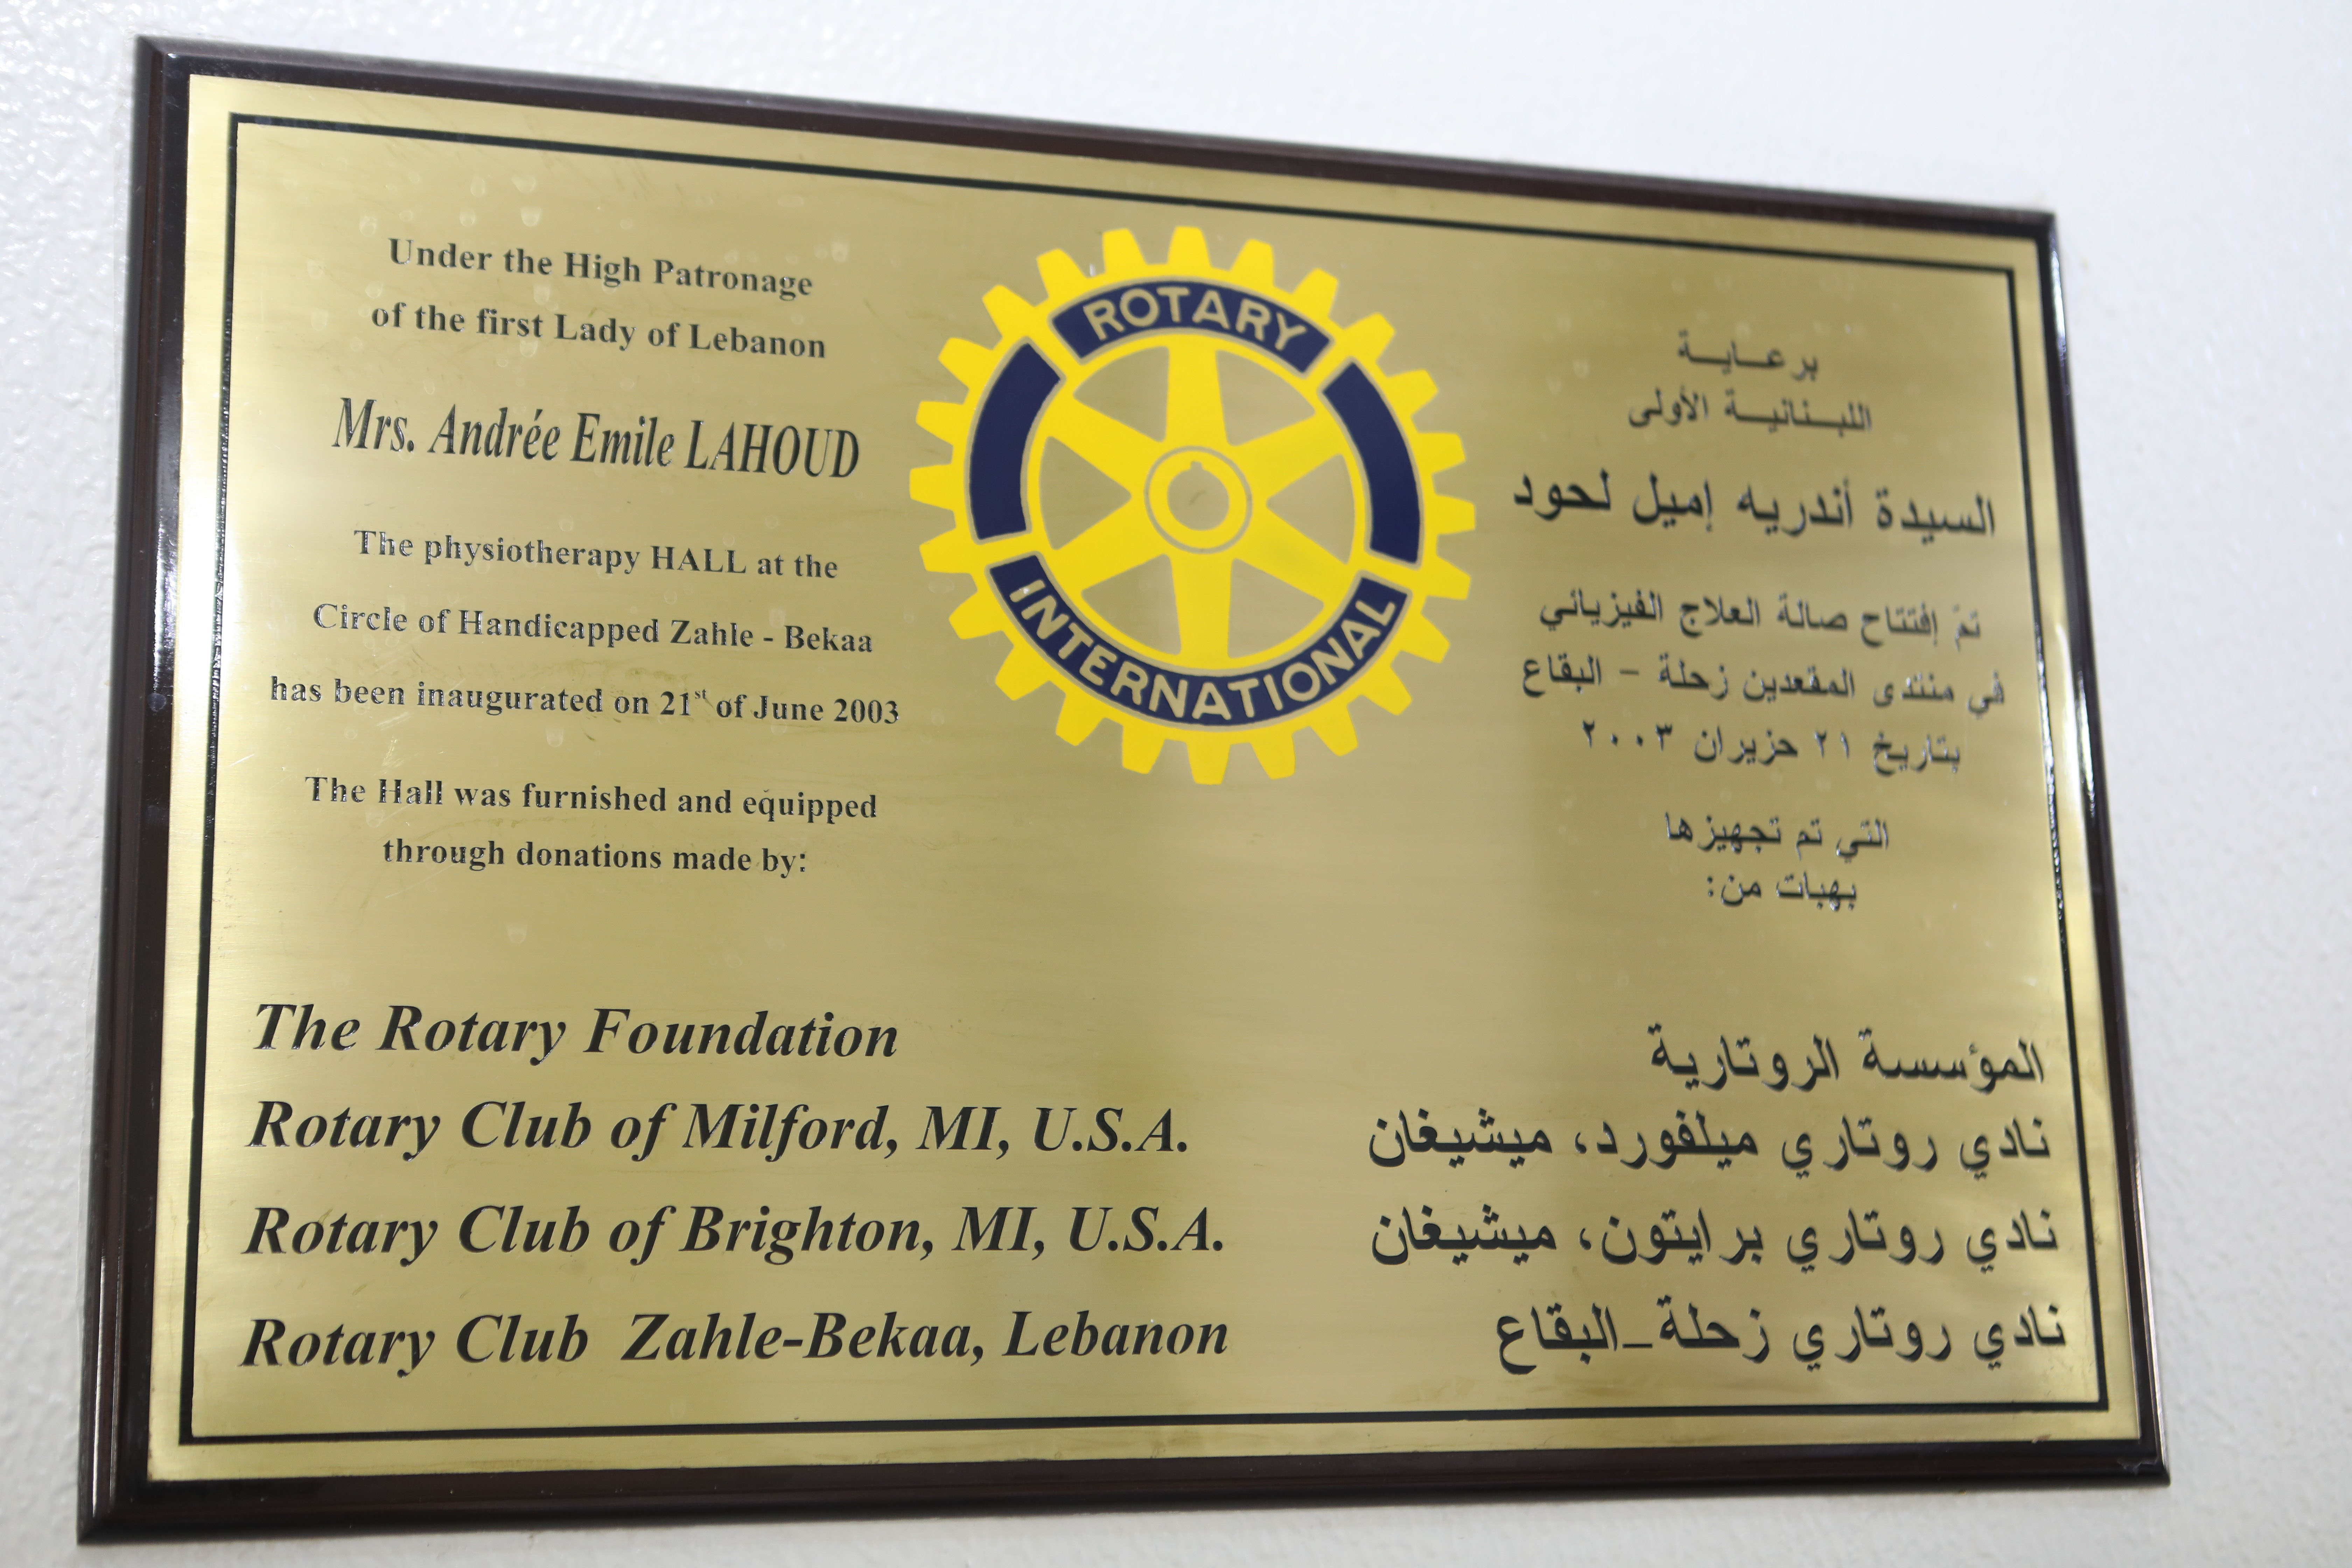 Under the High Patronage
of the first Lady of Lebanon
Mrs. Andrée Emile LAHOUD
The physiotherapy HALL at the
Circle of Handicapped Zahle - Bekaa
has been inaugurated on 21st of June 2003
The Hall was furnished and equipped
through donations made by:
ROTARY
INTERNATIONAL
برعاية
اللبنانية الأولى
السيدة أندريه إميل لحود
تمّ إفتتاح صالة العلاج الفيزيائي
في منتدى المقعدين زحلة - البقاع
بتاريخ ٢١ حزيران ٢٠٠٣
التي تم تجهيزها
بهبات من:
The Rotary Foundation
Rotary Club of Milford, MI, U.S.A.
Rotary Club of Brighton, MI, U.S.A.
Rotary Club Zahle-Bekaa, Lebanon
المؤسسة الروتارية
نادي روتاري ميلفورد، ميشيغان
نادي روتاري برايتون، ميشيغان
نادي روتاري زحلة_البقاع